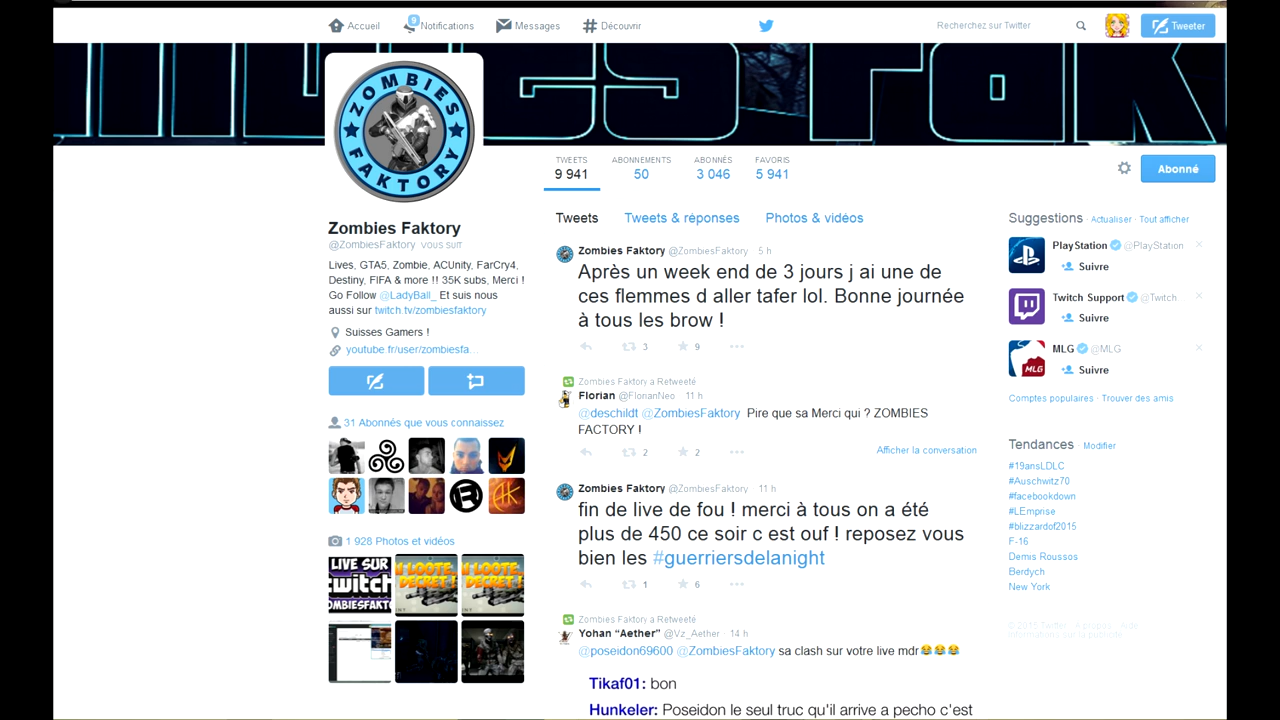 Accueil
9
Notifications
Messages
Découvrir
Recherchez sur Twitter
Tweeter
ZOMBIES
FAKTORY
TWEETS
9 941
ABONNEMENTS
50
ABONNÉS
3 046
FAVORIS
5 941
Abonné
Zombies Faktory
@ZombiesFaktory VOUS SUIT
Lives, GTA5, Zombie, ACUnity, FarCry4,
Destiny, FIFA & more !! 35K subs, Merci !
Go Follow @LadyBall_ Et suis nous
aussi sur twitch.tv/zombiesfaktory
Suisses Gamers !
youtube.fr/user/zombiesfa...
31 Abonnés que vous connaissez
1 928 Photos et vidéos
LIVE SUR
twitch
ZOMBIESFAKTO
Tweets
Tweets & réponses
Photos & vidéos
Zombies Faktory @ZombiesFaktory · 5 h
Après un week end de 3 jours j ai une de
ces flemmes d aller tafer lol. Bonne journée
à tous les brow !
3
9
Zombies Faktory a Retweeté
Florian @FlorianNeo · 11 h
@deschildt @ZombiesFaktory Pire que sa Merci qui ? ZOMBIES
FACTORY !
2
2
Afficher la conversation
Zombies Faktory @ZombiesFaktory · 11 h
fin de live de fou ! merci à tous on a été
plus de 450 ce soir c est ouf ! reposez vous
bien les #guerriersdelanight
1
6
Zombies Faktory a Retweeté
Yohan “Aether” @Vz_Aether · 14 h
@poseidon69600 @ZombiesFaktory sa clash sur votre live mdr😂😂😂
Tikaf01: bon
Hunkeler: Poseidon le seul truc qu'il arrive a pecho c'est
Suggestions · Actualiser · Tout afficher
PlayStation @PlayStation
Suivre
Twitch Support @Twitch
Suivre
MLG @MLG
Suivre
Comptes populaires · Trouver des amis
Tendances · Modifier
#19ansLDLC
#Auschwitz70
#facebookdown
#LEmprise
#blizzardof2015
F-16
Demis Roussos
Berdych
New York
© 2015 Twitter À propos Aide
Informations sur la publicité